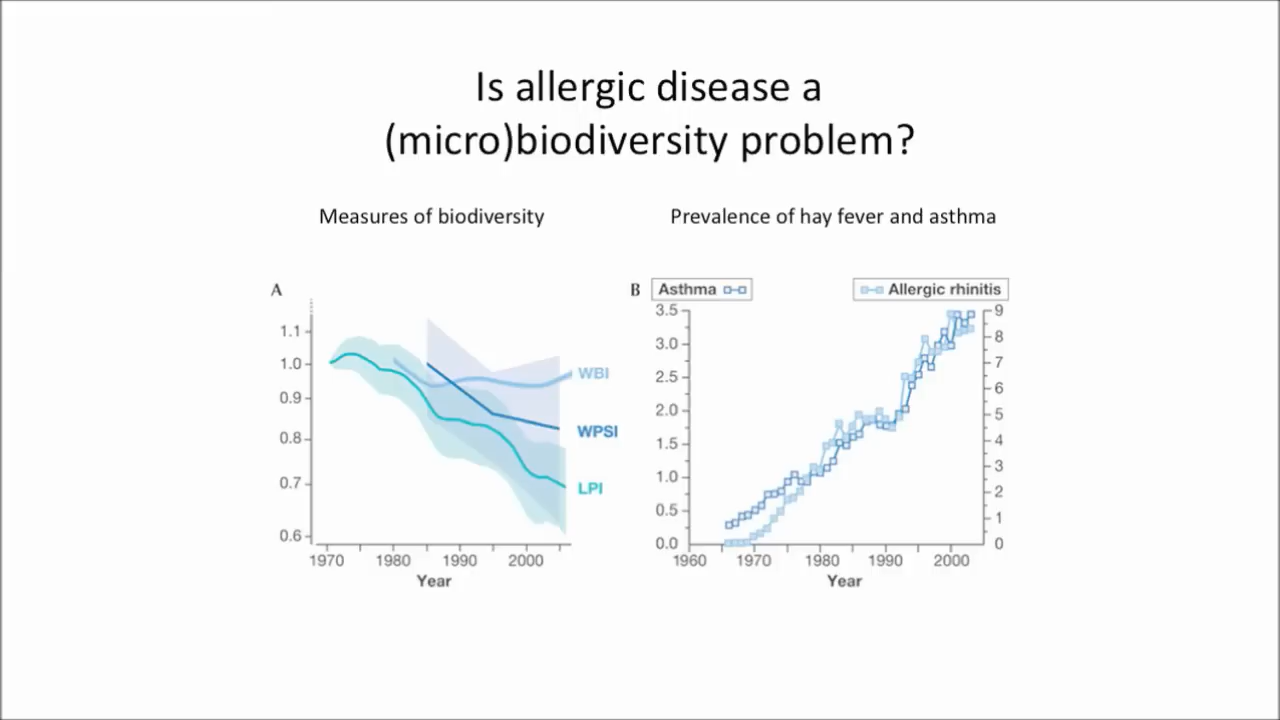 Is allergic disease a
(micro)biodiversity problem?
Measures of biodiversity
Prevalence of hay fever and asthma
A
1.1
1.0
0.9
0.8
0.7
0.6
1970 1980 1990 2000
Year
WBI
WPSI
LPI
B
Asthma
Allergic rhinitis
3.5
3.0
2.5
2.0
1.5
1.0
0.5
0.0
9
8
7
6
5
4
3
2
1
0
1960 1970 1980 1990 2000
Year